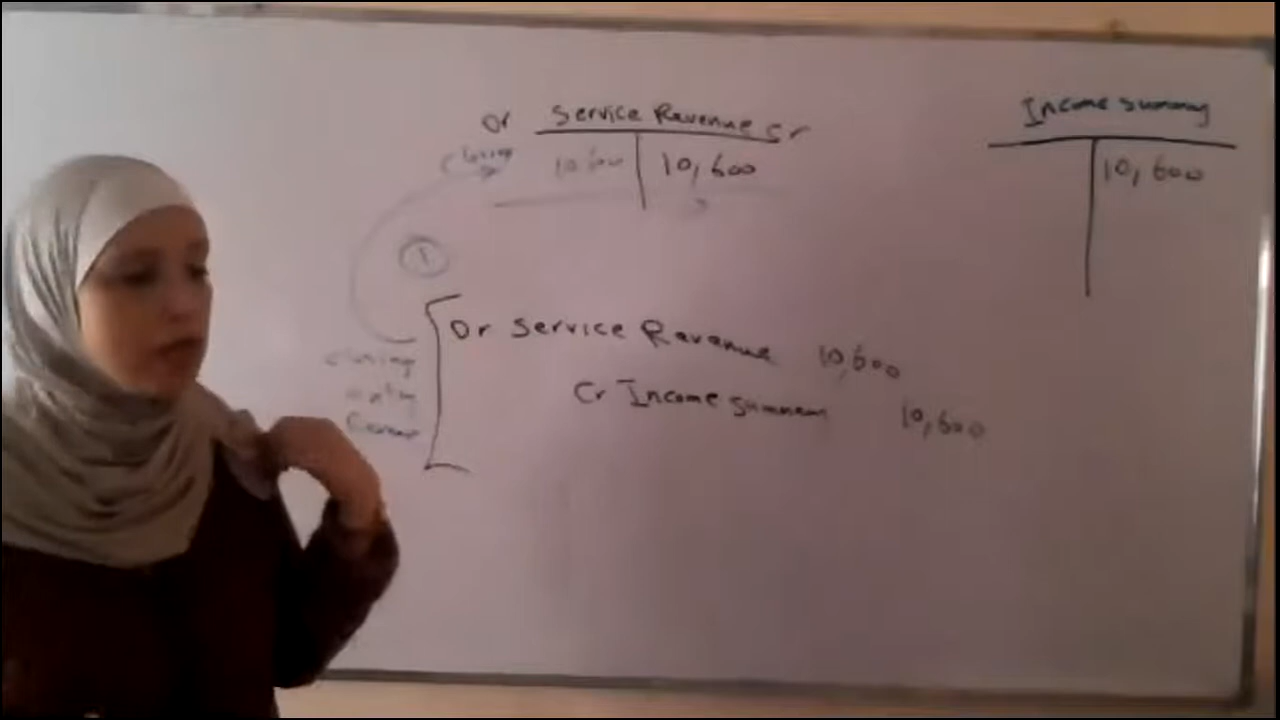 Dr Service Revenue Cr
Income Summary
closing 10,600 10,600
10,600
1
Dr Service Revenue 10,600
closing
Cr Income Summary 10,600
Revenue